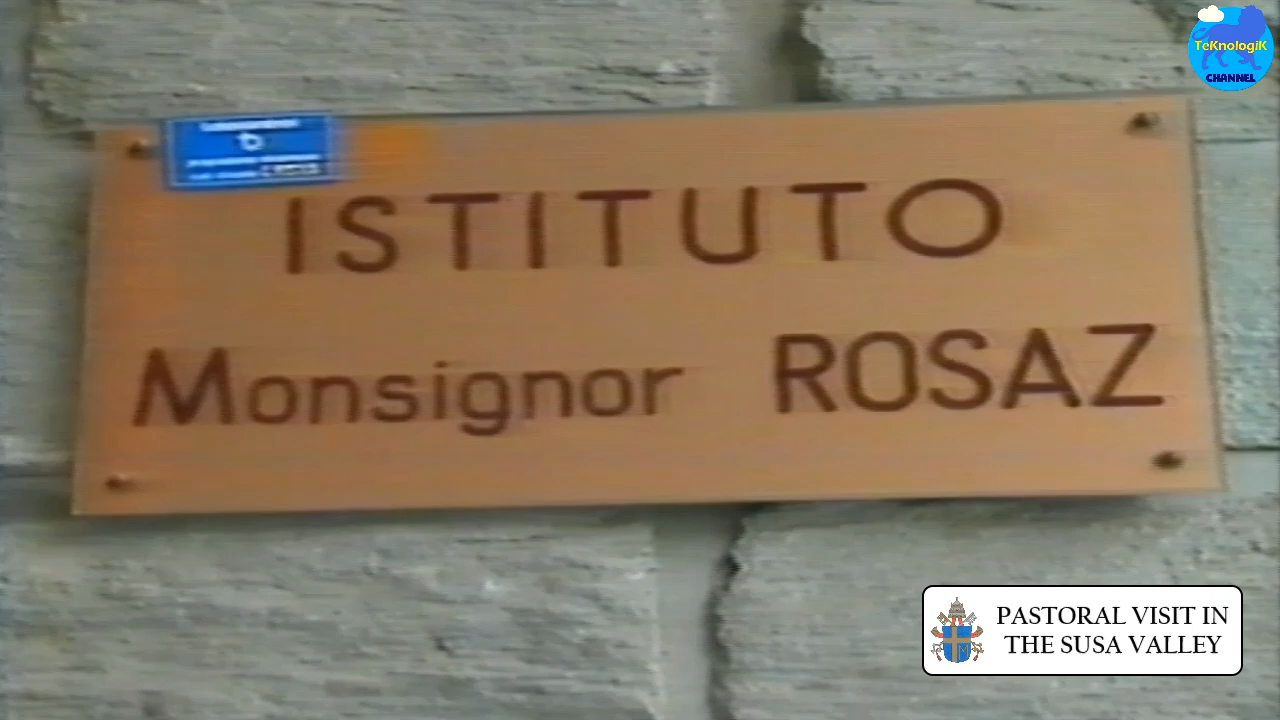 TeKnologiK
CHANNEL
ISTITUTO
Monsignor ROSAZ
PASTORAL VISIT IN
THE SUSA VALLEY